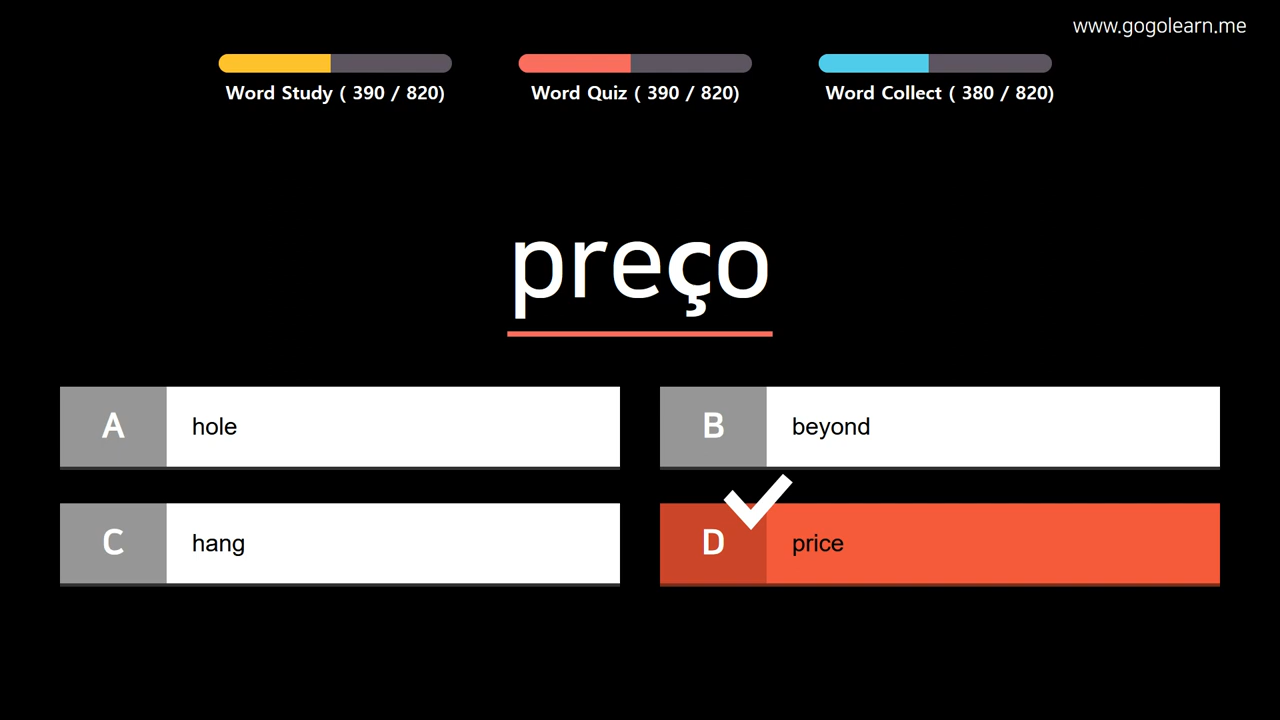 www.gogolearn.me
Word Study ( 390 / 820)
Word Quiz ( 390 / 820)
Word Collect ( 380 / 820)
preço
A hole
B beyond
C hang
D price